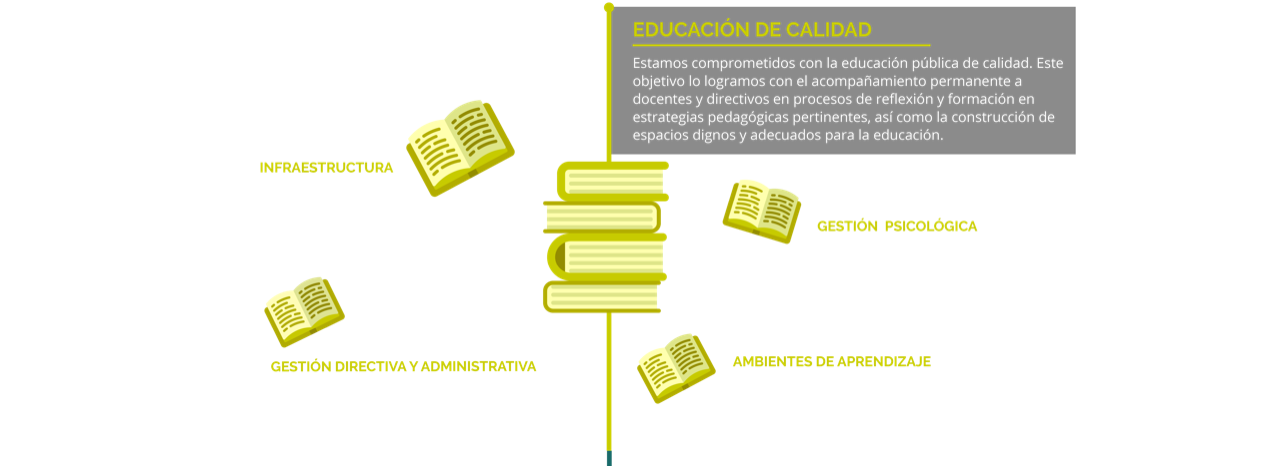 EDUCACIÓN DE CALIDAD
Estamos comprometidos con la educación pública de calidad. Este
objetivo lo logramos con el acompañamiento permanente a
docentes y directivos en procesos de reflexión y formación en
estrategias pedagógicas pertinentes, así como la construcción de
espacios dignos y adecuados para la educación.
INFRAESTRUCTURA
GESTIÓN PSICOLÓGICA
GESTIÓN DIRECTIVA Y ADMINISTRATIVA
AMBIENTES DE APRENDIZAJE